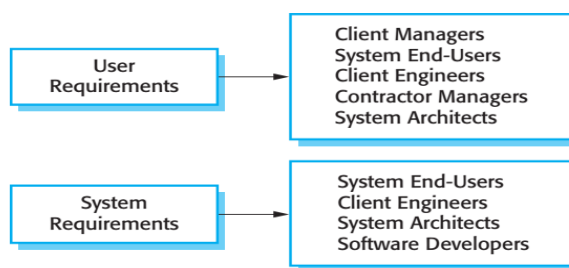 User
Requirements
Client Managers
System End-Users
Client Engineers
Contractor Managers
System Architects
System
Requirements
System End-Users
Client Engineers
System Architects
Software Developers